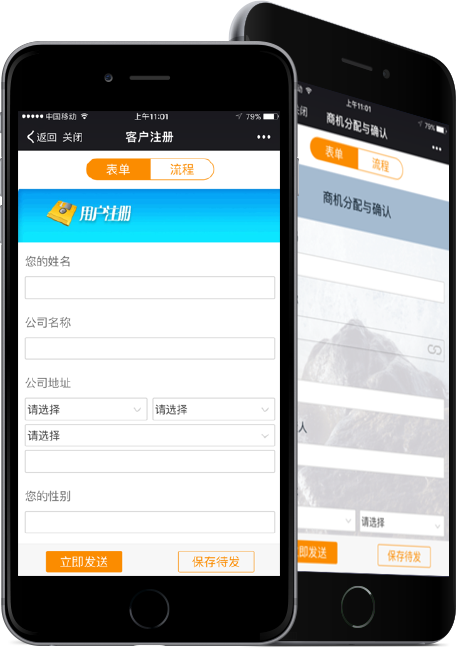 中国移动 上午11:01 79%
返回 关闭 客户注册
表单 流程
用户注册
您的姓名
公司名称
公司地址
请选择 请选择
请选择
您的性别
立即发送 保存待发
上午11:01 79%
商机分配与确认
表单 流程
商机分配与确认
人
请选择
即发送 保存待发